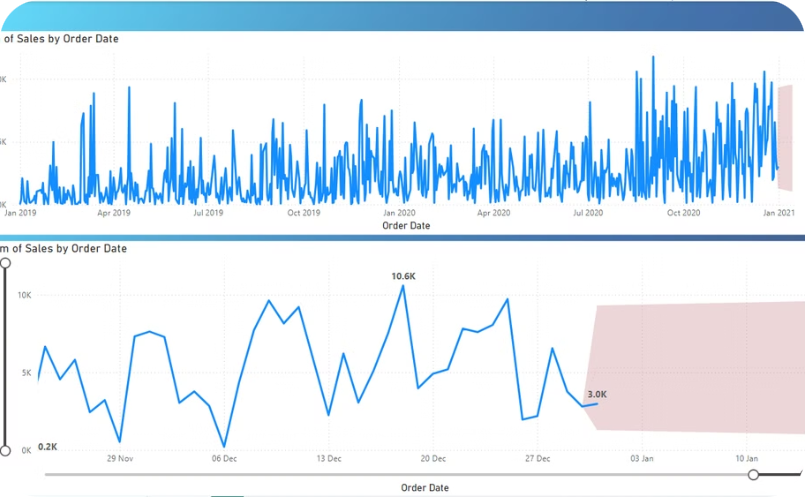 of Sales by Order Date
0K
5K
0K
Jan 2019 Apr 2019 Jul 2019 Oct 2019 Jan 2020 Apr 2020 Jul 2020 Oct 2020 Jan 2021
Order Date
m of Sales by Order Date
10.6K
10K
5K
3.0K
0K
0.2K
29 Nov 06 Dec 13 Dec 20 Dec 27 Dec 03 Jan 10 Jan
Order Date